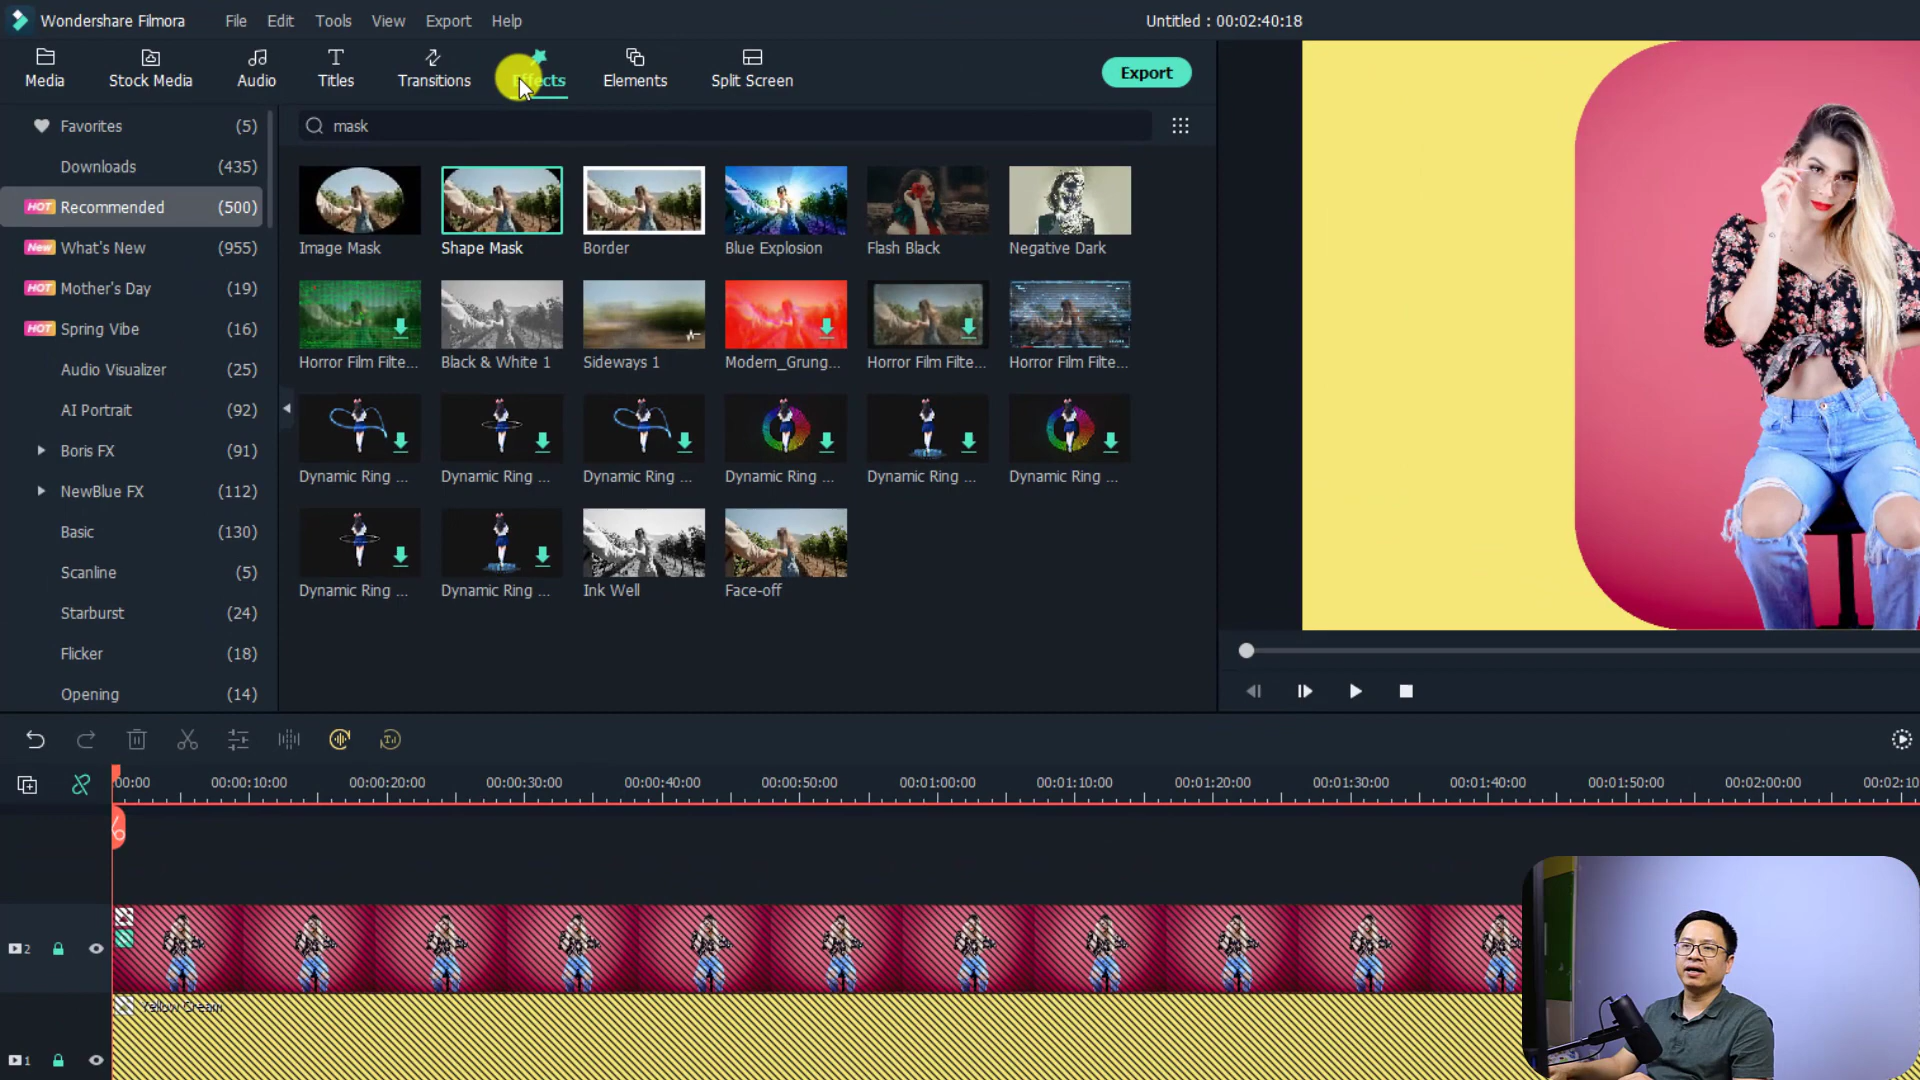 Wondershare Filmora File Edit Tools View Export Help Untitled : 00:02:40:18
Media Stock Media Audio Titles Transitions Effects Elements Split Screen Export
Favorites (5)
Downloads (435)
HOT Recommended (500)
New What's New (955)
HOT Mother's Day (19)
HOT Spring Vibe (16)
Audio Visualizer (25)
AI Portrait (92)
Boris FX (91)
NewBlue FX (112)
Basic (130)
Scanline (5)
Starburst (24)
Flicker (18)
Opening (14)
mask
Image Mask Shape Mask Border Blue Explosion Flash Black Negative Dark
Horror Film Filte... Black & White 1 Sideways 1 Modern_Grung... Horror Film Filte... Horror Film Filte...
Dynamic Ring ... Dynamic Ring ... Dynamic Ring ... Dynamic Ring ... Dynamic Ring ... Dynamic Ring ...
Dynamic Ring ... Dynamic Ring ... Ink Well Face-off
00:00 00:00:10:00 00:00:20:00 00:00:30:00 00:00:40:00 00:00:50:00 00:01:00:00 00:01:10:00 00:01:20:00 00:01:30:00 00:01:40:00 00:01:50:00 00:02:00:00 00:02:10
2
Yellow Cream
1